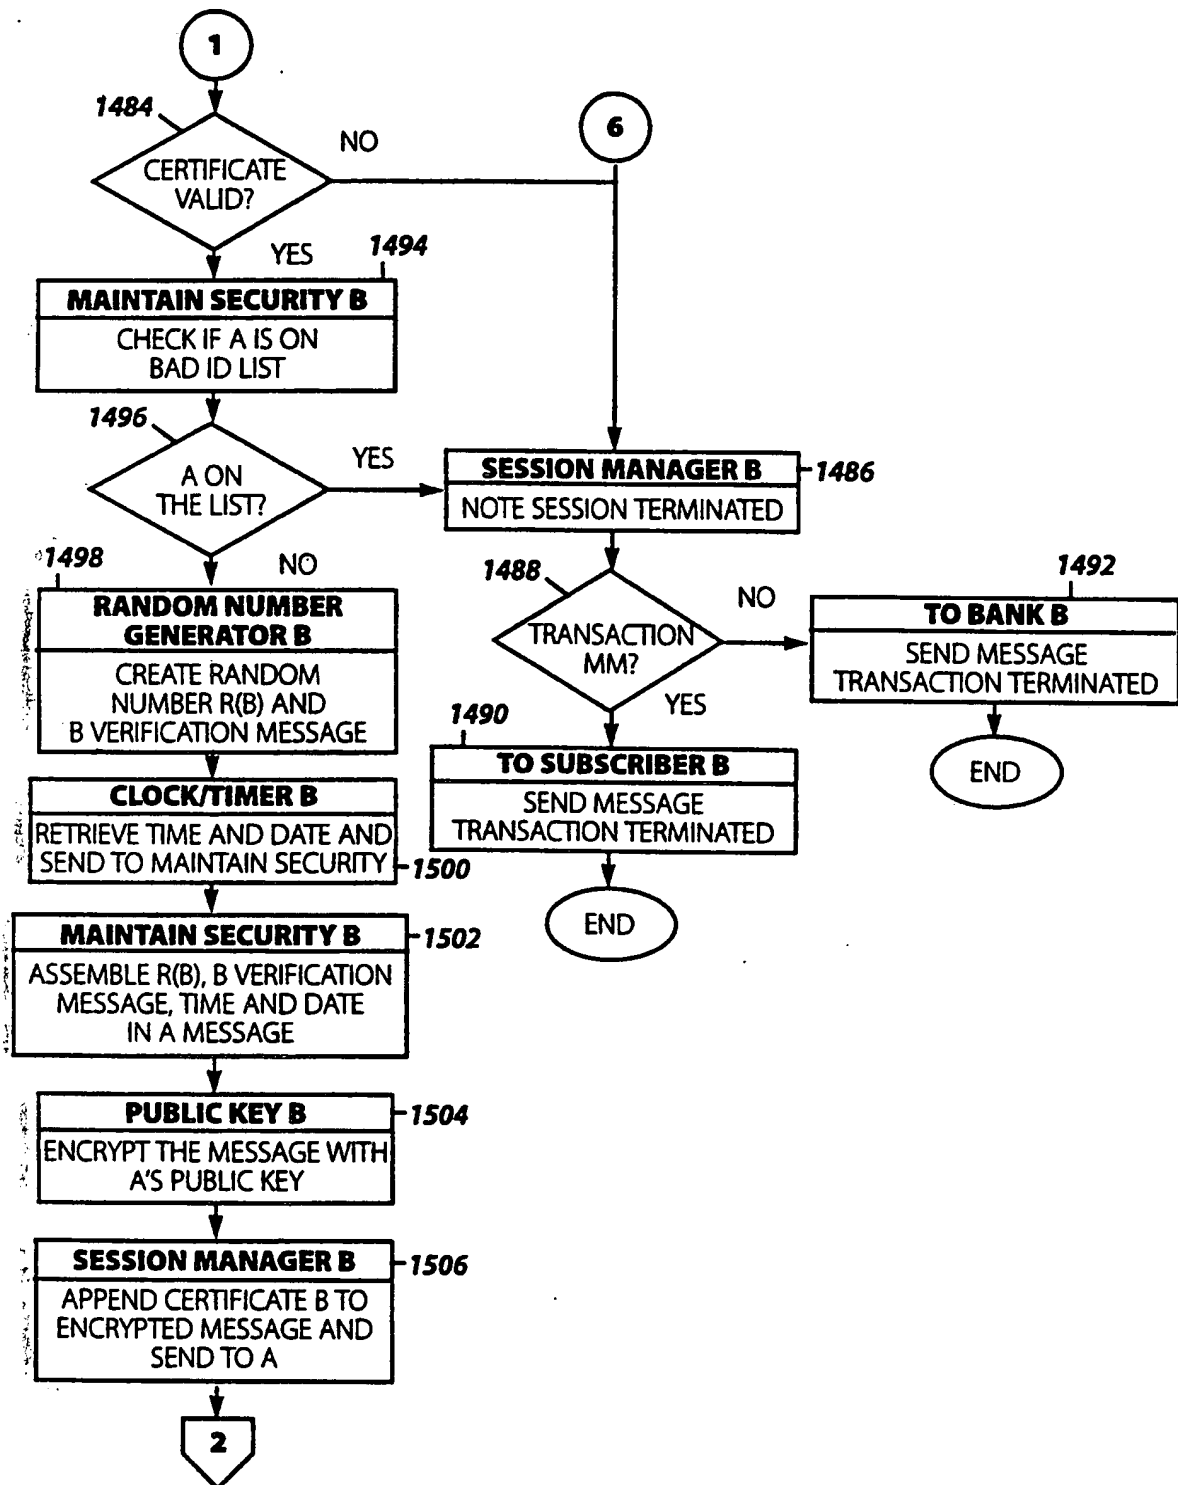 1
1484
CERTIFICATE
VALID?
NO
6
YES
1494
MAINTAIN SECURITY B
CHECK IF A IS ON
BAD ID LIST
1496
A ON
THE LIST?
YES
SESSION MANAGER B
1486
NOTE SESSION TERMINATED
1498
NO
RANDOM NUMBER
GENERATOR B
CREATE RANDOM
NUMBER R(B) AND
B VERIFICATION MESSAGE
1488
TRANSACTION
MM?
NO
1492
TO BANK B
SEND MESSAGE
TRANSACTION TERMINATED
END
YES
1490
TO SUBSCRIBER B
SEND MESSAGE
TRANSACTION TERMINATED
END
CLOCK/TIMER B
RETRIEVE TIME AND DATE AND
SEND TO MAINTAIN SECURITY
1500
MAINTAIN SECURITY B
1502
ASSEMBLE R(B), B VERIFICATION
MESSAGE, TIME AND DATE
IN A MESSAGE
PUBLIC KEY B
1504
ENCRYPT THE MESSAGE WITH
A'S PUBLIC KEY
SESSION MANAGER B
1506
APPEND CERTIFICATE B TO
ENCRYPTED MESSAGE AND
SEND TO A
2